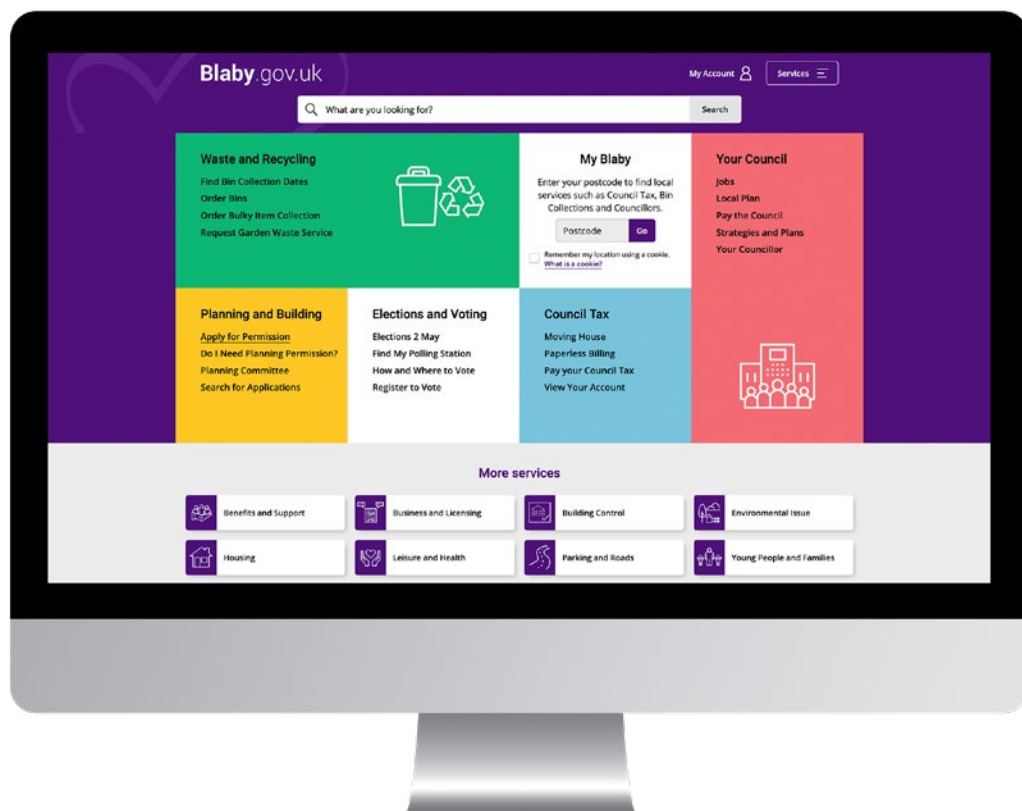 Blaby.gov.uk
My Account
Services
What are you looking for?
Search
Waste and Recycling
Find Bin Collection Dates
Order Bins
Order Bulky Item Collection
Request Garden Waste Service
My Blaby
Enter your postcode to find local
services such as Council Tax, Bin
Collections and Councillors.
Postcode
Go
Remember my location using a cookie.
What is a cookie?
Your Council
Jobs
Local Plan
Pay the Council
Strategies and Plans
Your Councillor
Planning and Building
Apply for Permission
Do I Need Planning Permission?
Planning Committee
Search for Applications
Elections and Voting
Elections 2 May
Find My Polling Station
How and Where to Vote
Register to Vote
Council Tax
Moving House
Paperless Billing
Pay your Council Tax
View Your Account
More services
Benefits and Support
Business and Licensing
Building Control
Environmental Issue
Housing
Leisure and Health
Parking and Roads
Young People and Families